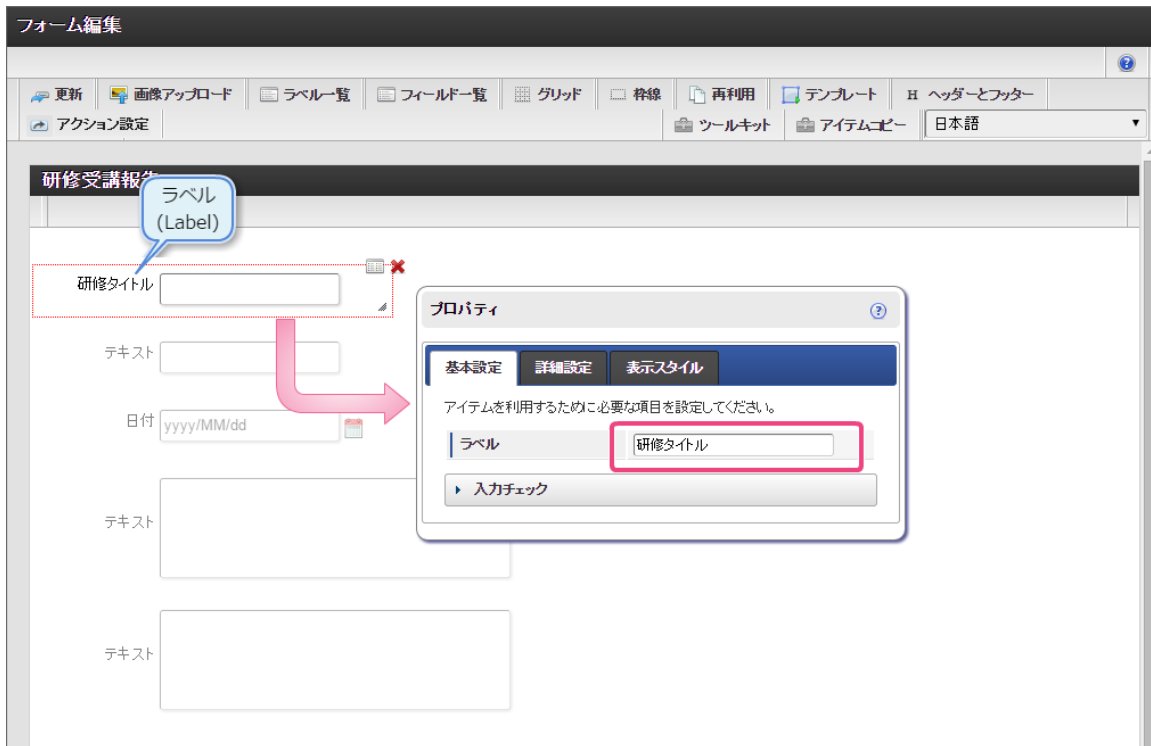 フォーム編集
更新 画像アップロード ラベル一覧 フィールド一覧 グリッド 枠線 再利用 テンプレート H ヘッダーとフッター
アクション設定 ツールキット アイテムコピー 日本語
研修受講報告
ラベル
(Label)
研修タイトル
プロパティ
テキスト
基本設定 詳細設定 表示スタイル
アイテムを利用するために必要な項目を設定してください。
日付 yyyy/MM/dd
ラベル 研修タイトル
入力チェック
テキスト
テキスト